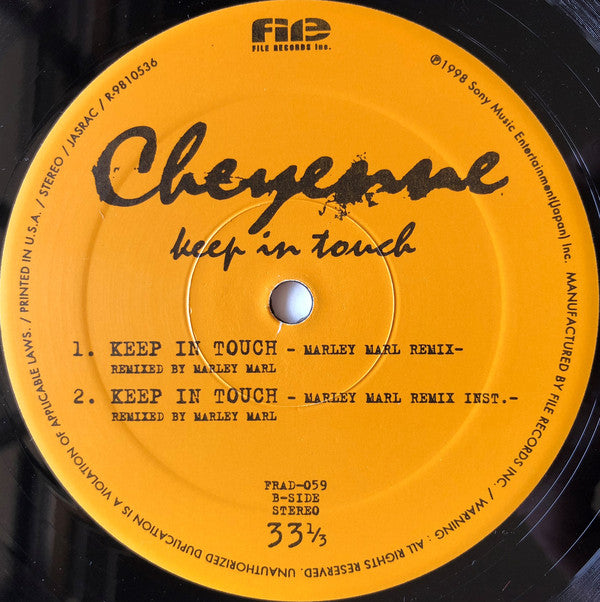 File
FILE RECORDS Inc.
Cheyenne
keep in touch
1. KEEP IN TOUCH - MARLEY MARL REMIX-
REMIXED BY MARLEY MARL
2. KEEP IN TOUCH - MARLEY MARL REMIX INST.-
REMIXED BY MARLEY MARL
FRAD-059
B-SIDE
STEREO
33 1/3
℗1998 Sony Music Entertainment(Japan) Inc. MANUFACTURED BY FILE RECORDS INC. / WARNING : ALL RIGHTS RESERVED. UNAUTHORIZED DUPLICATION IS A VIOLATION OF APPLICABLE LAWS. / PRINTED IN U.S.A. / STEREO / JASRAC / R-9810536